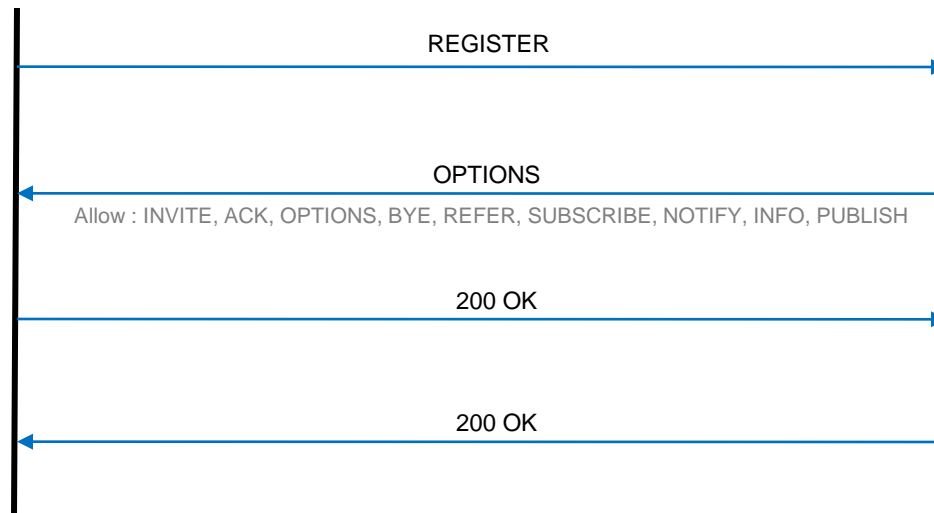 REGISTER
OPTIONS
Allow : INVITE, ACK, OPTIONS, BYE, REFER, SUBSCRIBE, NOTIFY, INFO, PUBLISH
200 OK
200 OK